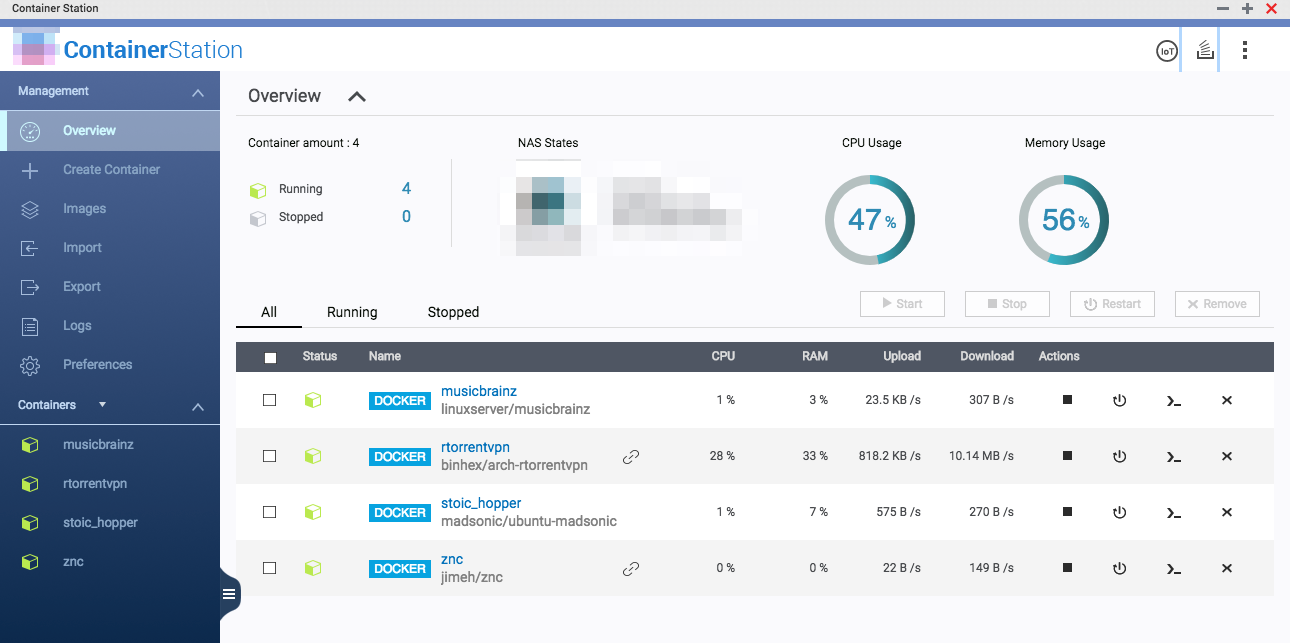 Container Station
ContainerStation
IoT
Management
Overview
Create Container
Images
Import
Export
Logs
Preferences
Containers
musicbrainz
rtorrentvpn
stoic_hopper
znc
Overview
Container amount : 4
Running 4
Stopped 0
NAS States
CPU Usage
47%
Memory Usage
56%
Start Stop Restart Remove
All Running Stopped
Status Name CPU RAM Upload Download Actions
DOCKER musicbrainz 1 % 3 % 23.5 KB /s 307 B /s
linuxserver/musicbrainz
DOCKER rtorrentvpn 28 % 33 % 818.2 KB /s 10.14 MB /s
binhex/arch-rtorrentvpn
DOCKER stoic_hopper 1 % 7 % 575 B /s 270 B /s
madsonic/ubuntu-madsonic
DOCKER znc 0 % 0 % 22 B /s 149 B /s
jimeh/znc